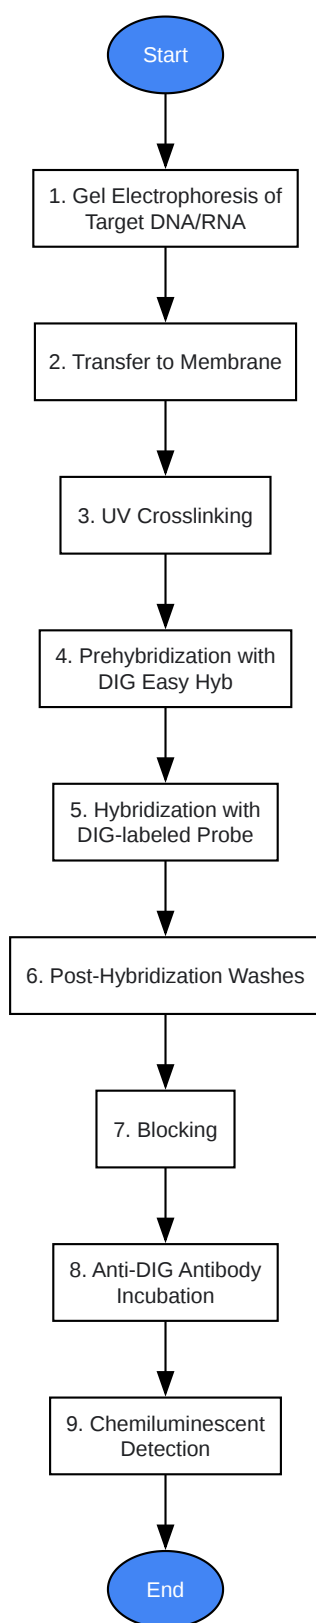 Start
1. Gel Electrophoresis of
Target DNA/RNA
2. Transfer to Membrane
3. UV Crosslinking
4. Prehybridization with
DIG Easy Hyb
5. Hybridization with
DIG-labeled Probe
6. Post-Hybridization Washes
7. Blocking
8. Anti-DIG Antibody
Incubation
9. Chemiluminescent
Detection
End